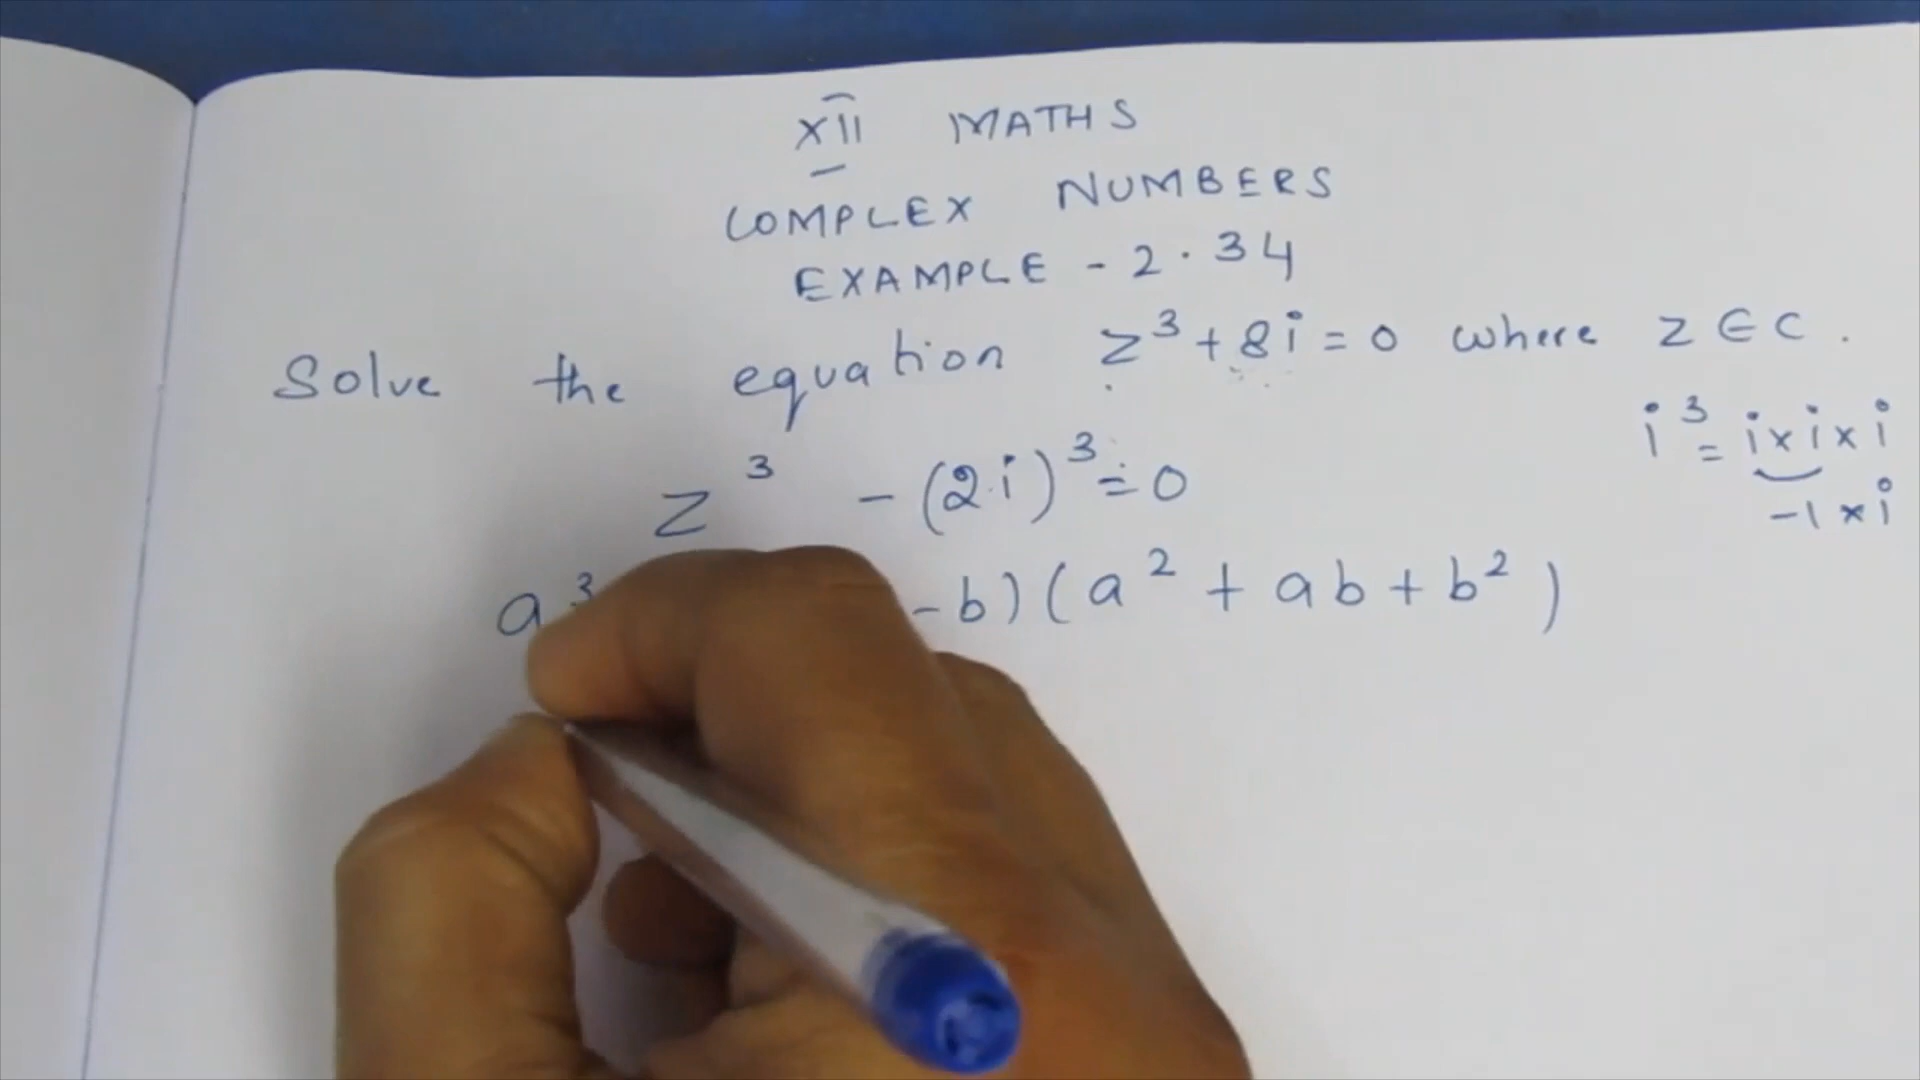 XII MATHS
COMPLEX NUMBERS
EXAMPLE - 2.34
Solve the equation z³ + 8i = 0 where z ∈ C.
z³ - (2i)³ = 0
i³ = i × i × i
-1 × i
a³ - b) (a² + ab + b²)